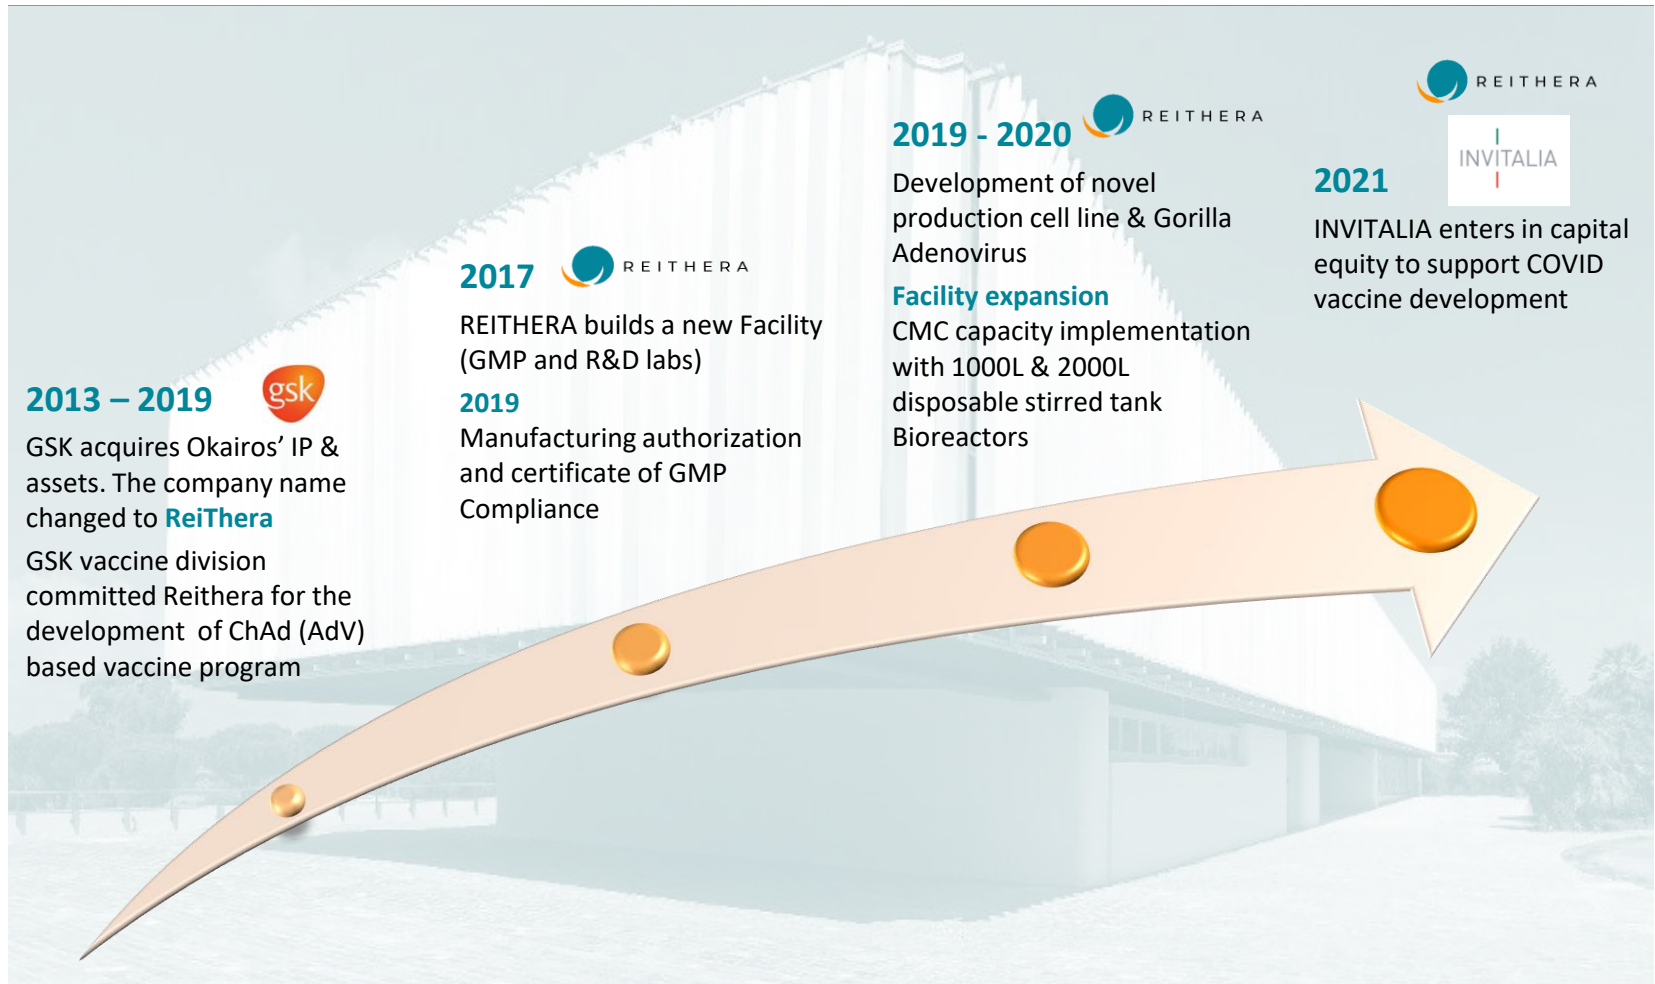 2013 – 2019
gsk
GSK acquires Okairos’ IP &
assets. The company name
changed to ReiThera
GSK vaccine division
committed Reithera for the
development of ChAd (AdV)
based vaccine program
2017
REITHERA
REITHERA builds a new Facility
(GMP and R&D labs)
2019
Manufacturing authorization
and certificate of GMP
Compliance
2019 - 2020
REITHERA
Development of novel
production cell line & Gorilla
Adenovirus
Facility expansion
CMC capacity implementation
with 1000L & 2000L
disposable stirred tank
Bioreactors
REITHERA
INVITALIA
2021
INVITALIA enters in capital
equity to support COVID
vaccine development